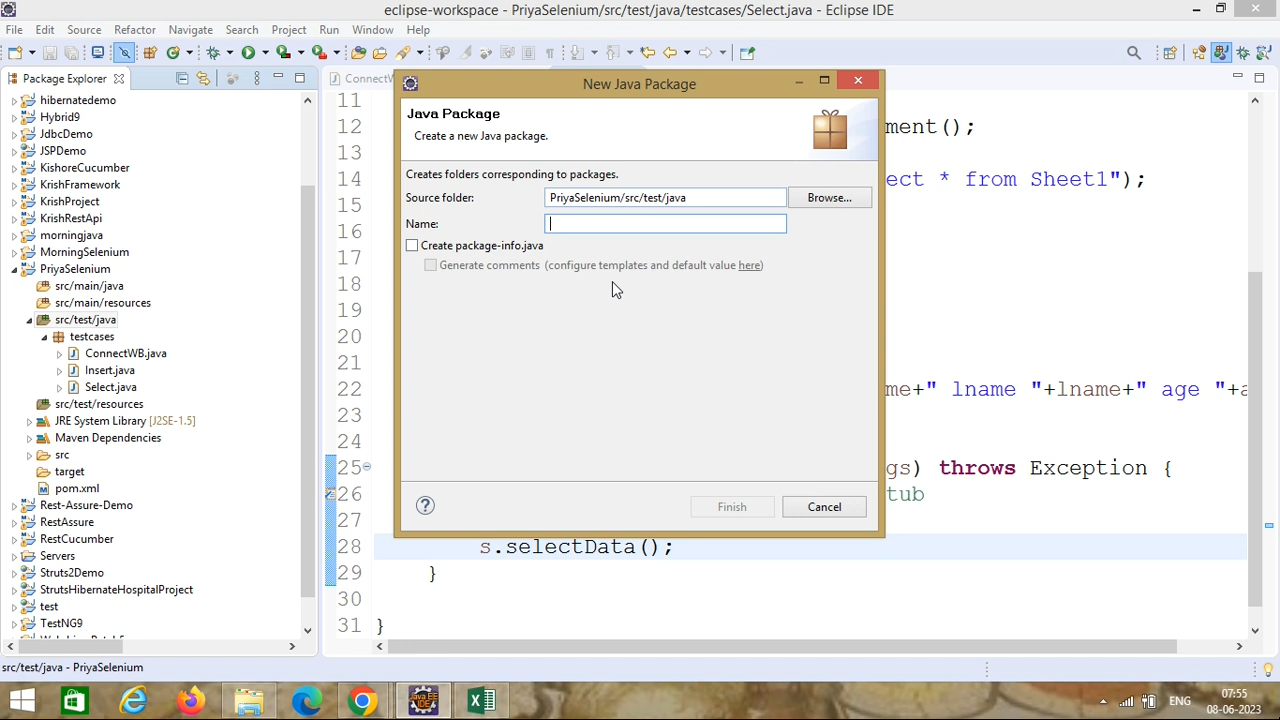 eclipse-workspace - PriyaSelenium/src/test/java/testcases/Select.java - Eclipse IDE
File Edit Source Refactor Navigate Search Project Run Window Help
Package Explorer
hibernatedemo
Hybrid9
JdbcDemo
JSPDemo
KishoreCucumber
KrishFramework
KrishProject
KrishRestApi
morningjava
MorningSelenium
PriyaSelenium
src/main/java
src/main/resources
src/test/java
testcases
ConnectWB.java
Insert.java
Select.java
src/test/resources
JRE System Library [J2SE-1.5]
Maven Dependencies
src
target
pom.xml
Rest-Assure-Demo
RestAssure
RestCucumber
Servers
Struts2Demo
StrutsHibernateHospitalProject
test
TestNG9
ConnectW
11
12 ment();
13
14 ect * from Sheet1");
15
16
17
18
19
20
21
22 me+" lname "+lname+" age "+a
23
24
25 gs) throws Exception {
26 tub
27
28 s.selectData();
29 }
30
31 }
New Java Package
Java Package
Create a new Java package.
Creates folders corresponding to packages.
Source folder: PriyaSelenium/src/test/java Browse...
Name:
Create package-info.java
Generate comments (configure templates and default value here)
? Finish Cancel
src/test/java - PriyaSelenium
Java EE IDE
ENG
07:55
08-06-2023